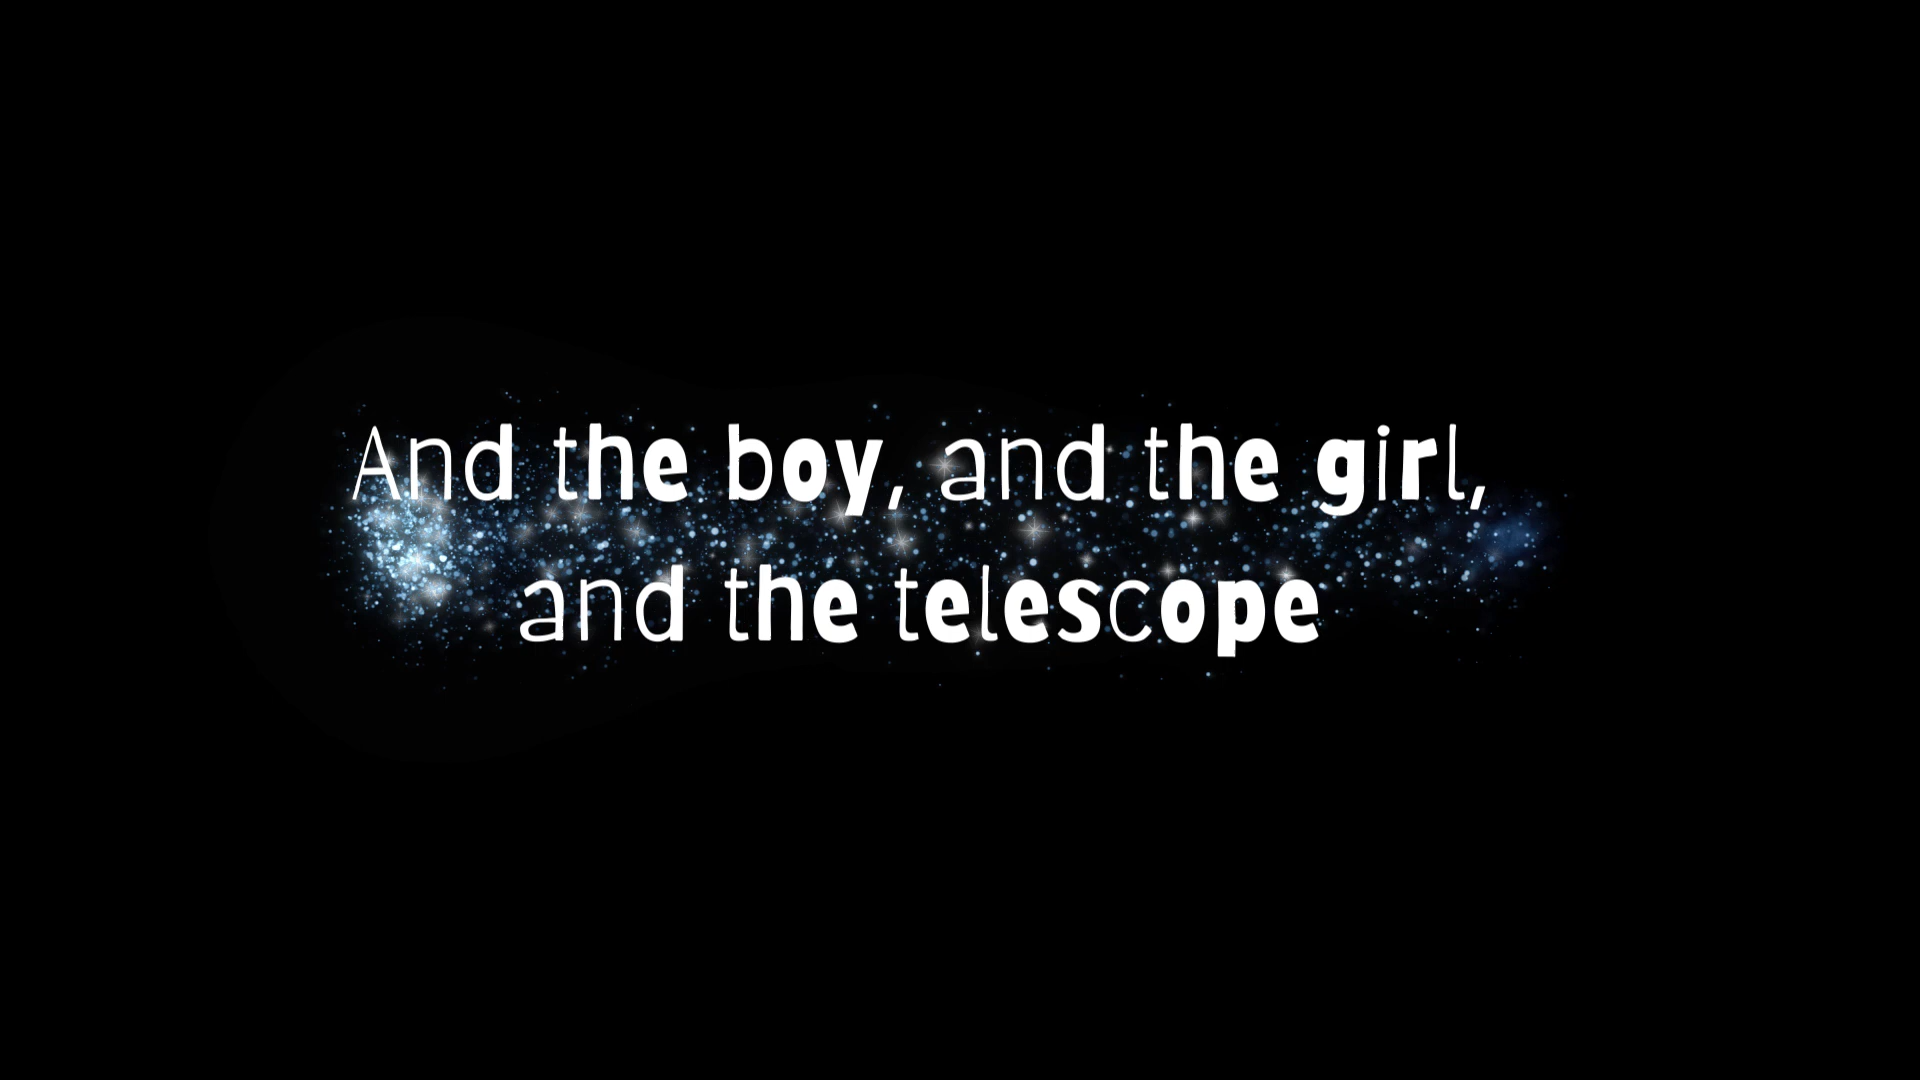 And the boy, and the girl,
and the telescope